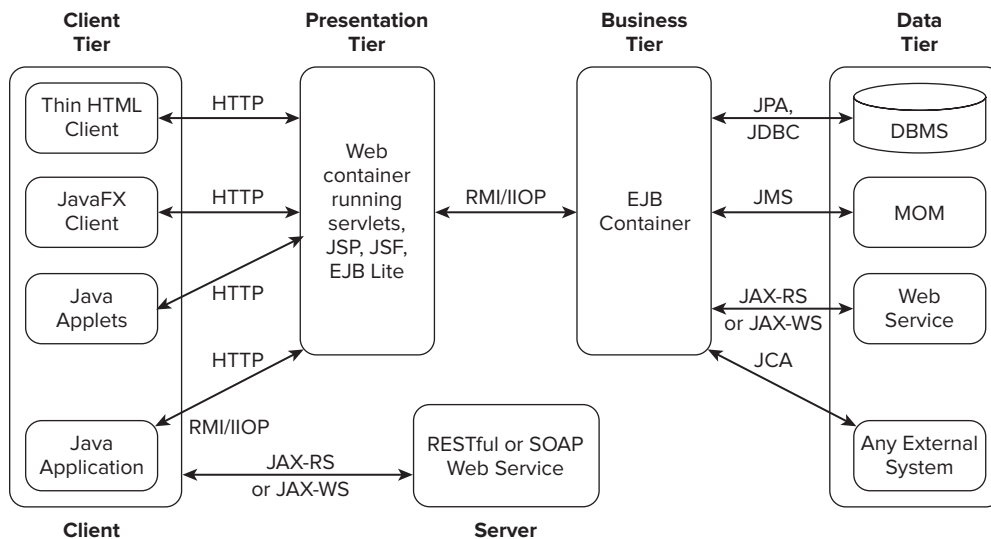 Client
Tier
Presentation
Tier
Business
Tier
Data
Tier
Thin HTML
Client
HTTP
JavaFX
Client
HTTP
Java
Applets
HTTP
HTTP
Java
Application
RMI/IIOP
JAX-RS
or JAX-WS
Web
container
running
servlets,
JSP, JSF,
EJB Lite
RMI/IIOP
RESTful or SOAP
Web Service
EJB
Container
JPA,
JDBC
DBMS
JMS
MOM
JAX-RS
or JAX-WS
Web
Service
JCA
Any External
System
Client
Server